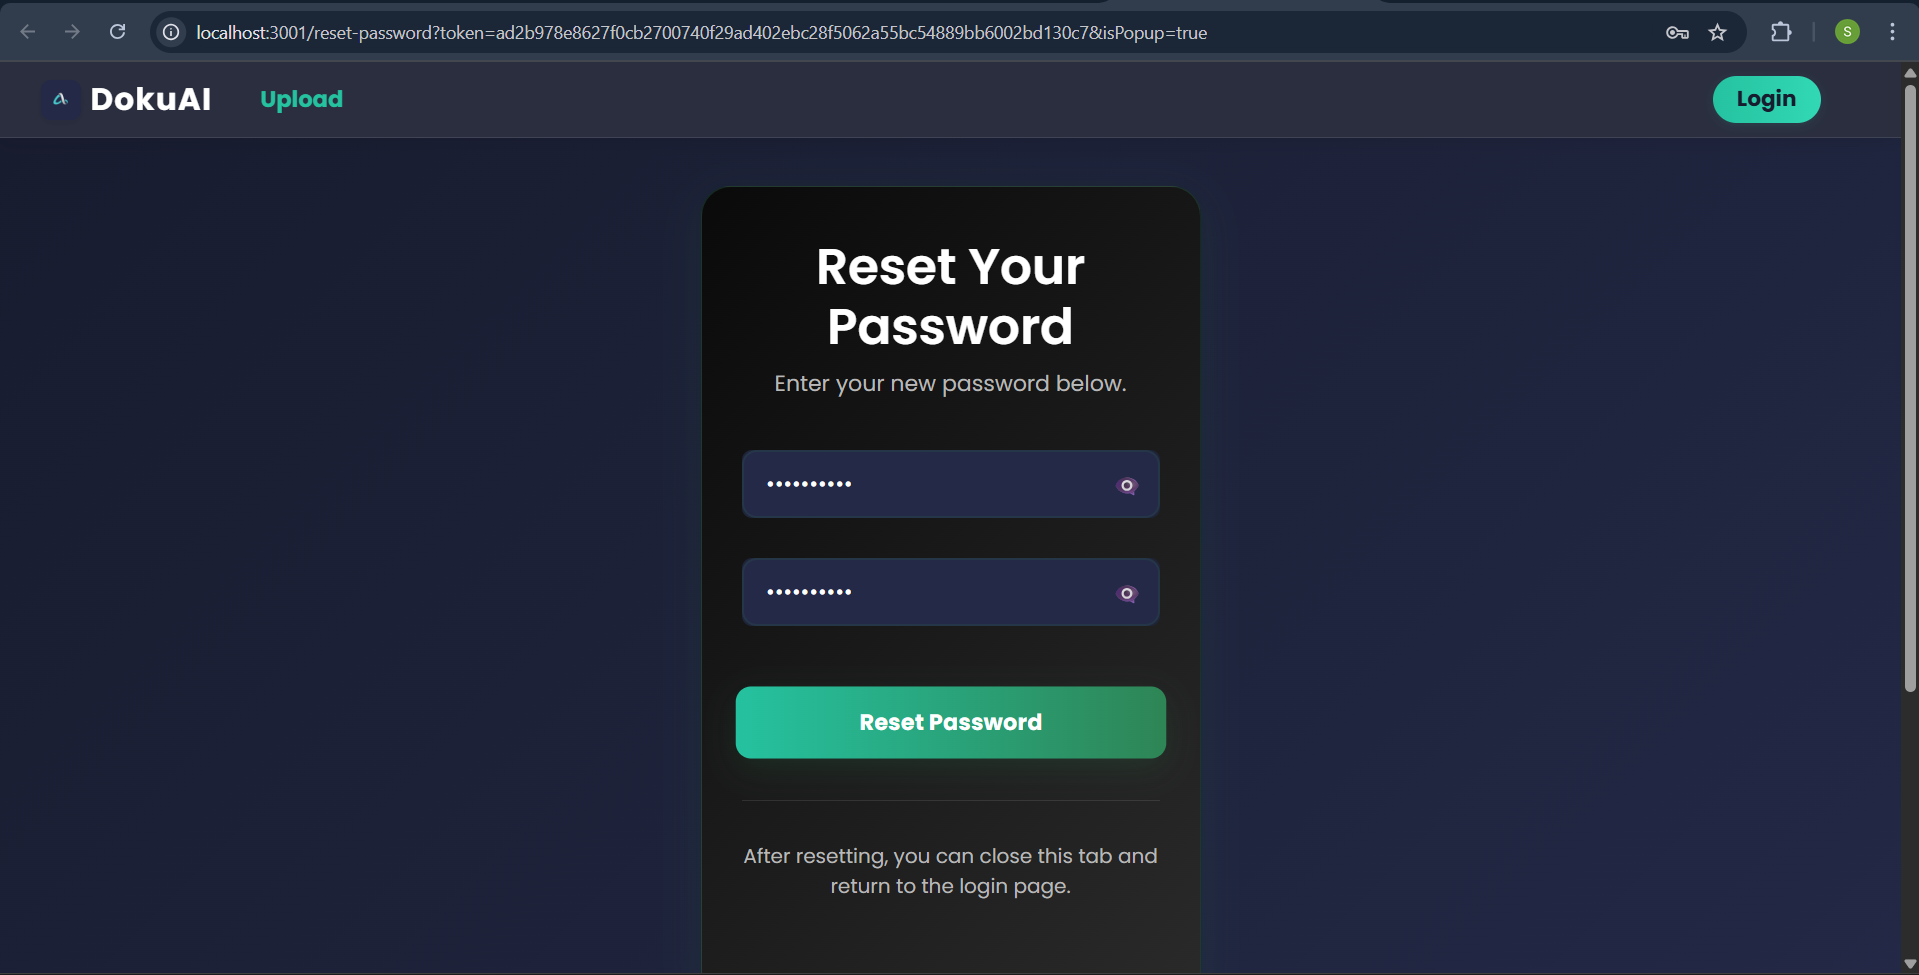 localhost:3001/reset-password?token=ad2b978e8627f0cb2700740f29ad402ebc28f5062a55bc54889bb6002bd130c7&isPopup=true
S
DokuAI
Upload
Login
Reset Your
Password
Enter your new password below.
••••••••••
••••••••••
Reset Password
After resetting, you can close this tab and
return to the login page.